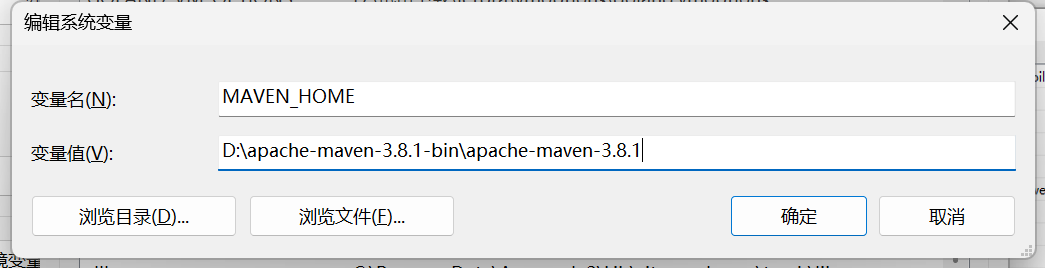 编辑系统变量
变量名(N):
MAVEN_HOME
变量值(V):
D:\apache-maven-3.8.1-bin\apache-maven-3.8.1
浏览目录(D)...
浏览文件(F)...
确定
取消